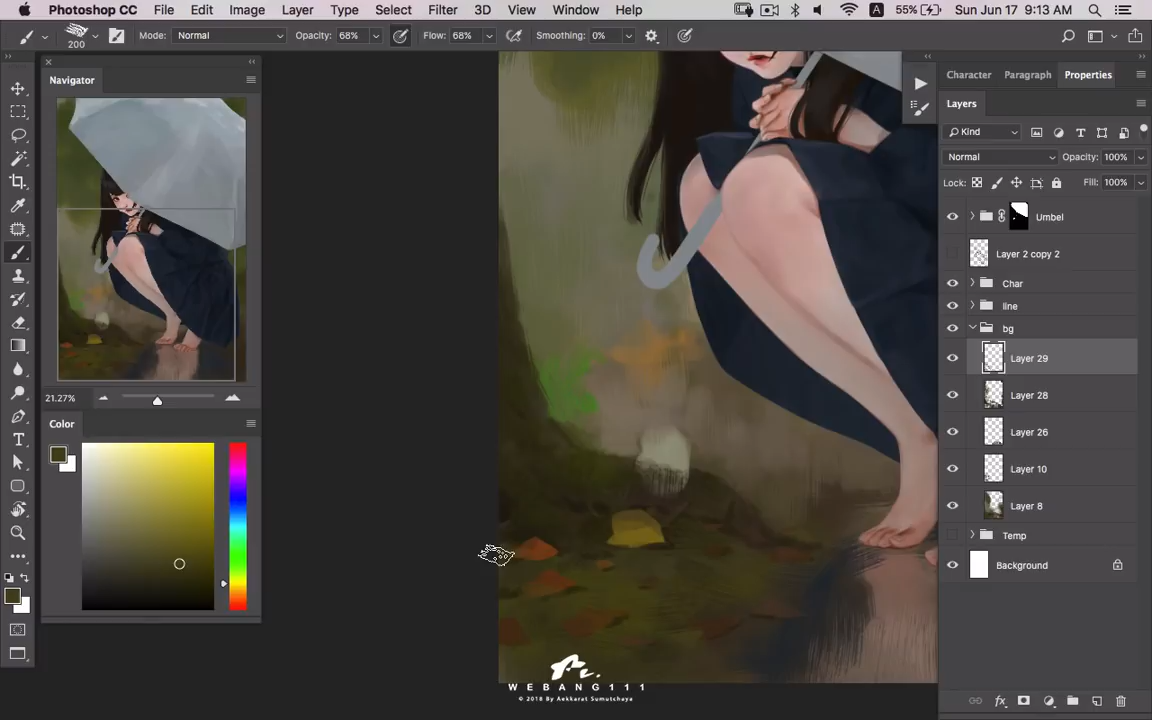 Photoshop CC File Edit Image Layer Type Select Filter 3D View Window Help A 55% Sun Jun 17 9:13 AM
200 Mode: Normal Opacity: 68% Flow: 68% Smoothing: 0%
Navigator
21.27%
Color
Character Paragraph Properties
Layers
Kind
Normal Opacity: 100%
Lock: Fill: 100%
Umbel
Layer 2 copy 2
Char
line
bg
Layer 29
Layer 28
Layer 26
Layer 10
Layer 8
Temp
Background
WEBANG111
© 2018 By Aekkarat Sumutchaya